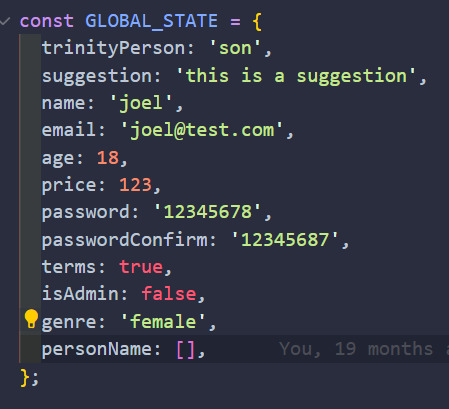 const GLOBAL_STATE = {
trinityPerson: 'son',
suggestion: 'this is a suggestion',
name: 'joel',
email: 'joel@test.com',
age: 18,
price: 123,
password: '12345678',
passwordConfirm: '12345687',
terms: true,
isAdmin: false,
genre: 'female',
personName: [], You, 19 months a
};